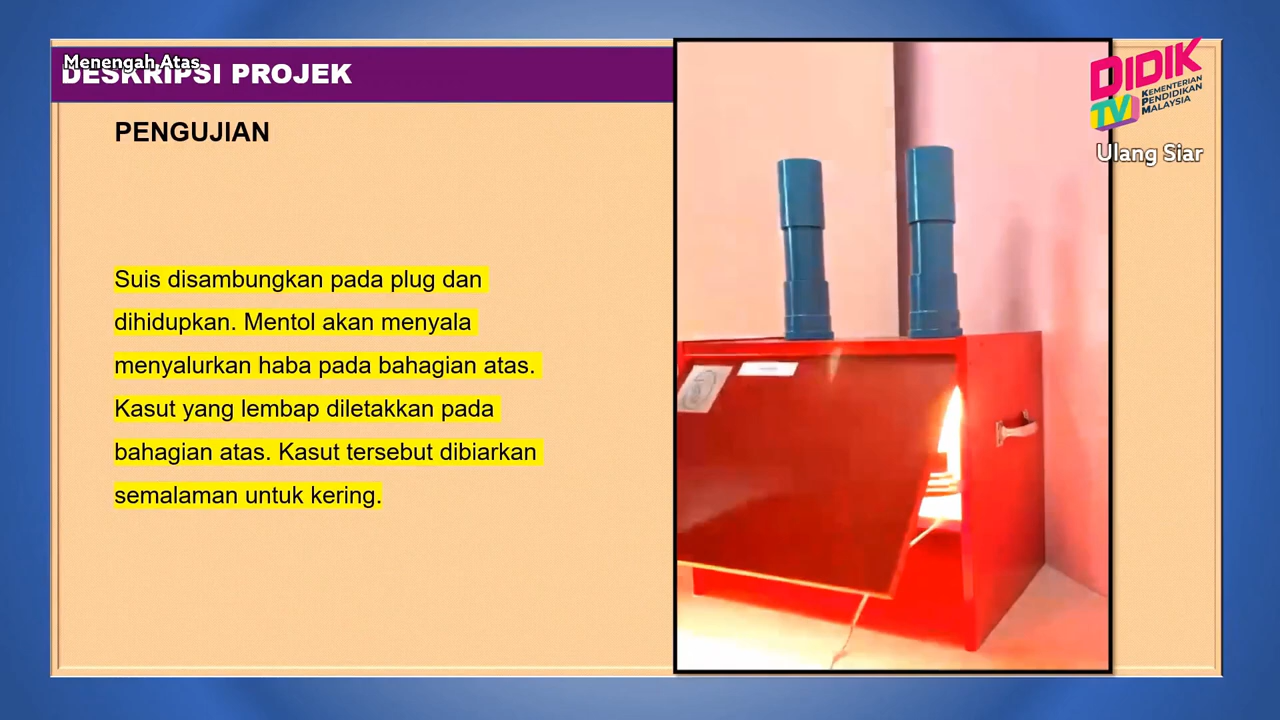 Menengah Atas
DESKRIPSI PROJEK
PENGUJIAN
Suis disambungkan pada plug dan
dihidupkan. Mentol akan menyala
menyalurkan haba pada bahagian atas.
Kasut yang lembap diletakkan pada
bahagian atas. Kasut tersebut dibiarkan
semalaman untuk kering.
DIDIK
TV
KEMENTERIAN
PENDIDIKAN
MALAYSIA
Ulang Siar